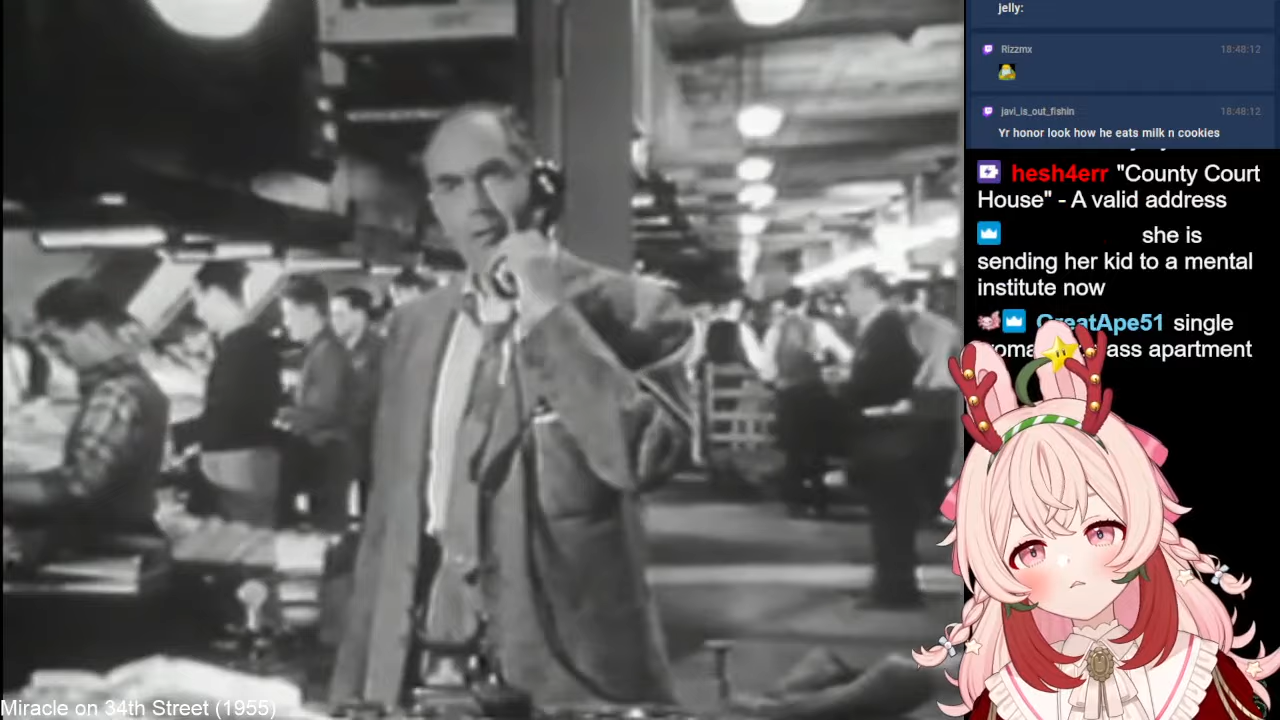 jelly:
Rizzmx
18:48:12
javi_is_out_fishin
18:48:12
Yr honor look how he eats milk n cookies
hesh4err "County Court
House" - A valid address
she is
sending her kid to a mental
institute now
GreatApe51 single
ass apartment
Miracle on 34th Street (1955)